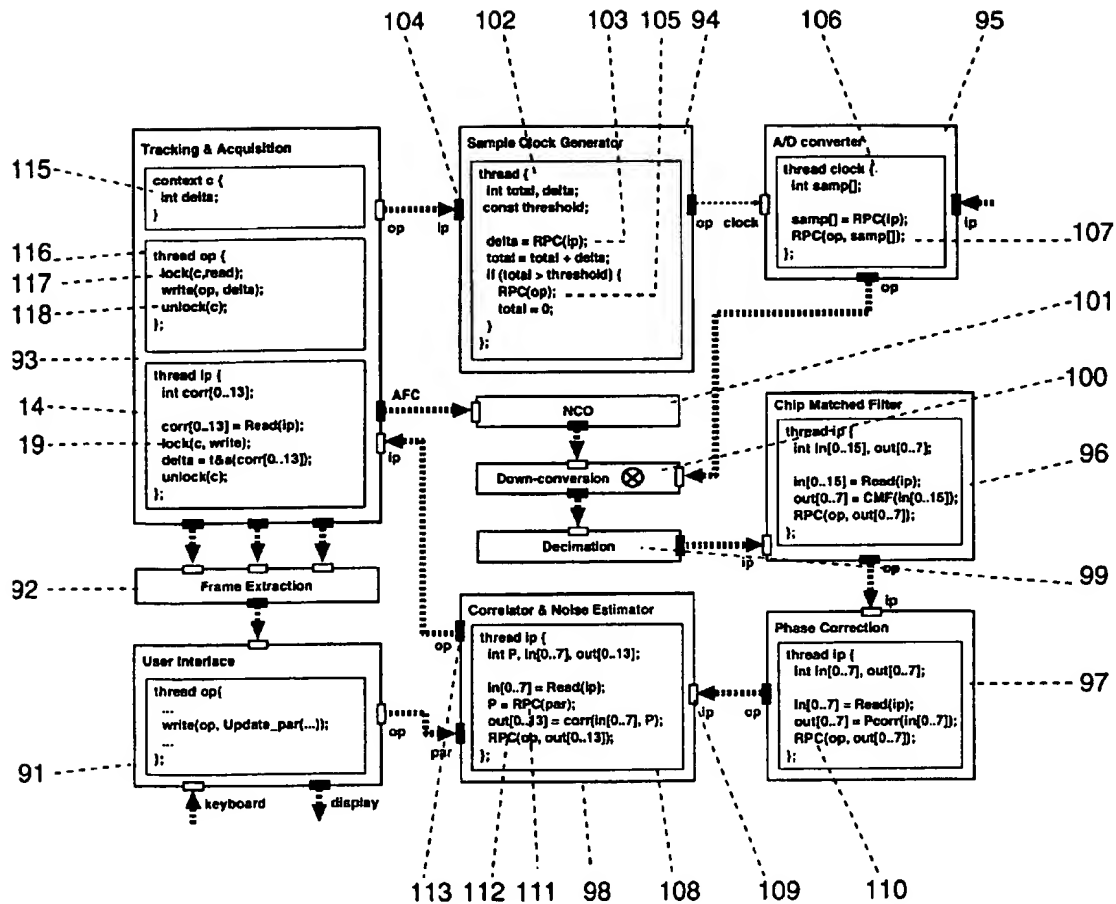 104
102
103
105
94
106
95
Tracking & Acquisition
context c {
int delta;
}
thread op {
lock(c,read);
write(op, delta);
unlock(c);
};
thread ip {
int corr[0..13];
corr[0..13] = Read(ip);
lock(c, write);
delta = t&a(corr[0..13]);
unlock(c);
};
115
116
117
118
93
14
19
op
ip
AFC
ip
Sample Clock Generator
thread {
int total, delta;
const threshold;
delta = RPC(ip);
total = total + delta;
if (total > threshold) {
RPC(op);
total = 0;
}
};
op
clock
A/D converter
thread clock {
int samp[];
samp[] = RPC(ip);
RPC(op, samp[]);
};
ip
op
107
101
100
NCO
Down-conversion
Decimation
ip
Chip Matched Filter
thread ip {
int in[0..15], out[0..7];
in[0..15] = Read(ip);
out[0..7] = CMF(in[0..15]);
RPC(op, out[0..7]);
};
96
99
op
ip
92
Frame Extraction
User Interface
thread op{
...
write(op, Update_par(...));
...
};
91
op
par
keyboard
display
Correlator & Noise Estimator
thread ip {
int P, in[0..7], out[0..13];
in[0..7] = Read(ip);
P = RPC(par);
out[0..13] = corr(in[0..7], P);
RPC(op, out[0..13]);
};
op
ip
op
Phase Correction
thread ip {
int in[0..7], out[0..7];
in[0..7] = Read(ip);
out[0..7] = Pcorr(in[0..7]);
RPC(op, out[0..7]);
};
97
113
112
111
98
108
109
110